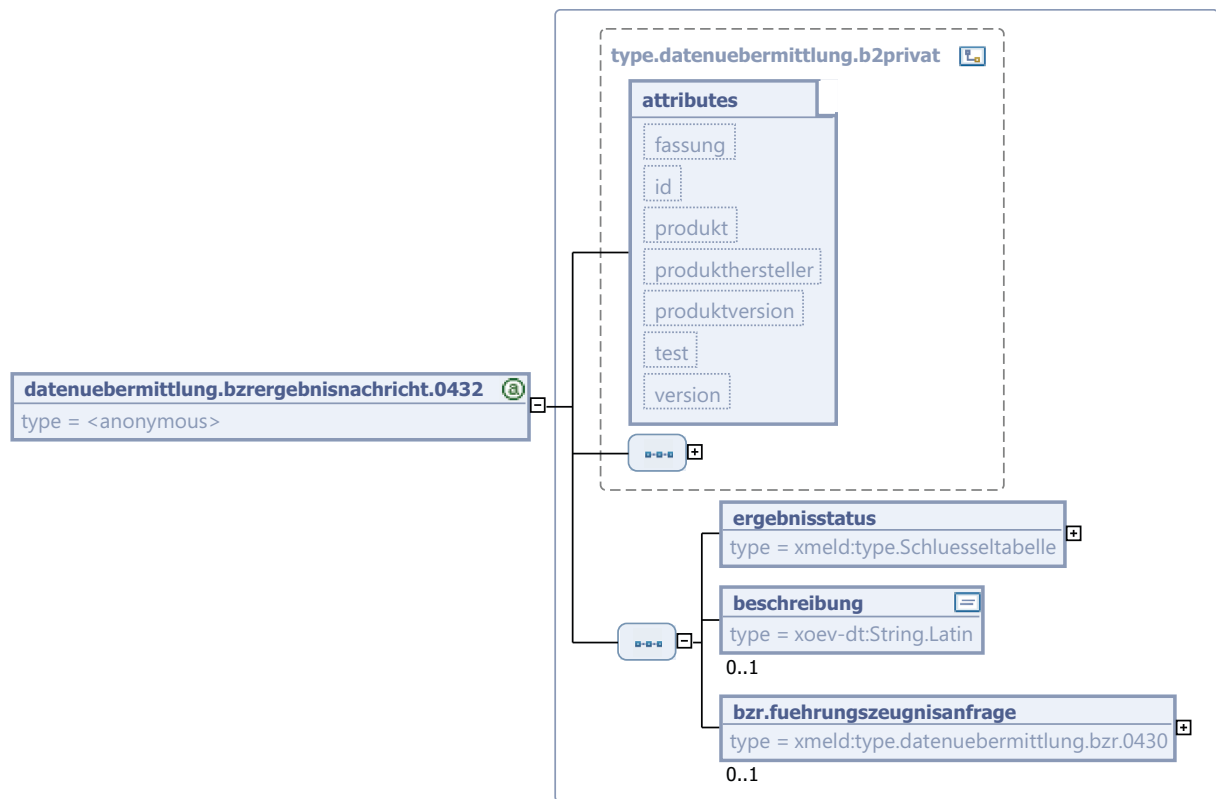 type.datenuebermittlung.b2privat
attributes
fassung
id
produkt
produkthersteller
produktversion
test
version
datenuebermittlung.bzrergebnisnachricht.0432 @
type = <anonymous>
ergebnisstatus
type = xmeld:type.Schluesseltabelle
beschreibung
type = xoev-dt:String.Latin
0..1
bzr.fuehrungszeugnisanfrage
type = xmeld:type.datenuebermittlung.bzr.0430
0..1